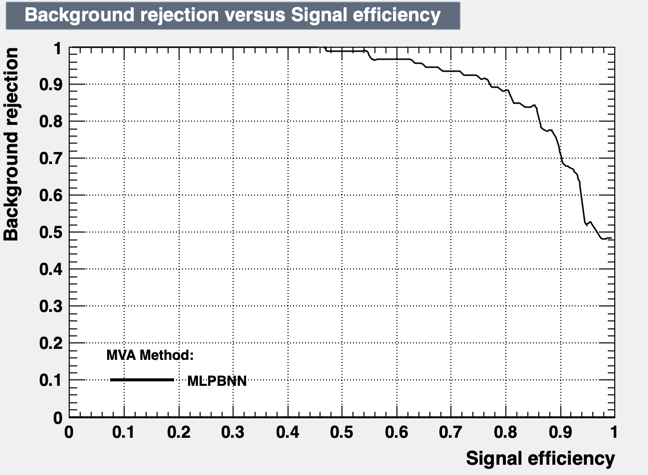 Background rejection versus Signal efficiency
Background rejection
1
0.9
0.8
0.7
0.6
0.5
0.4
0.3
0.2
0.1
0
MVA Method:
MLPBNN
0 0.1 0.2 0.3 0.4 0.5 0.6 0.7 0.8 0.9 1
Signal efficiency